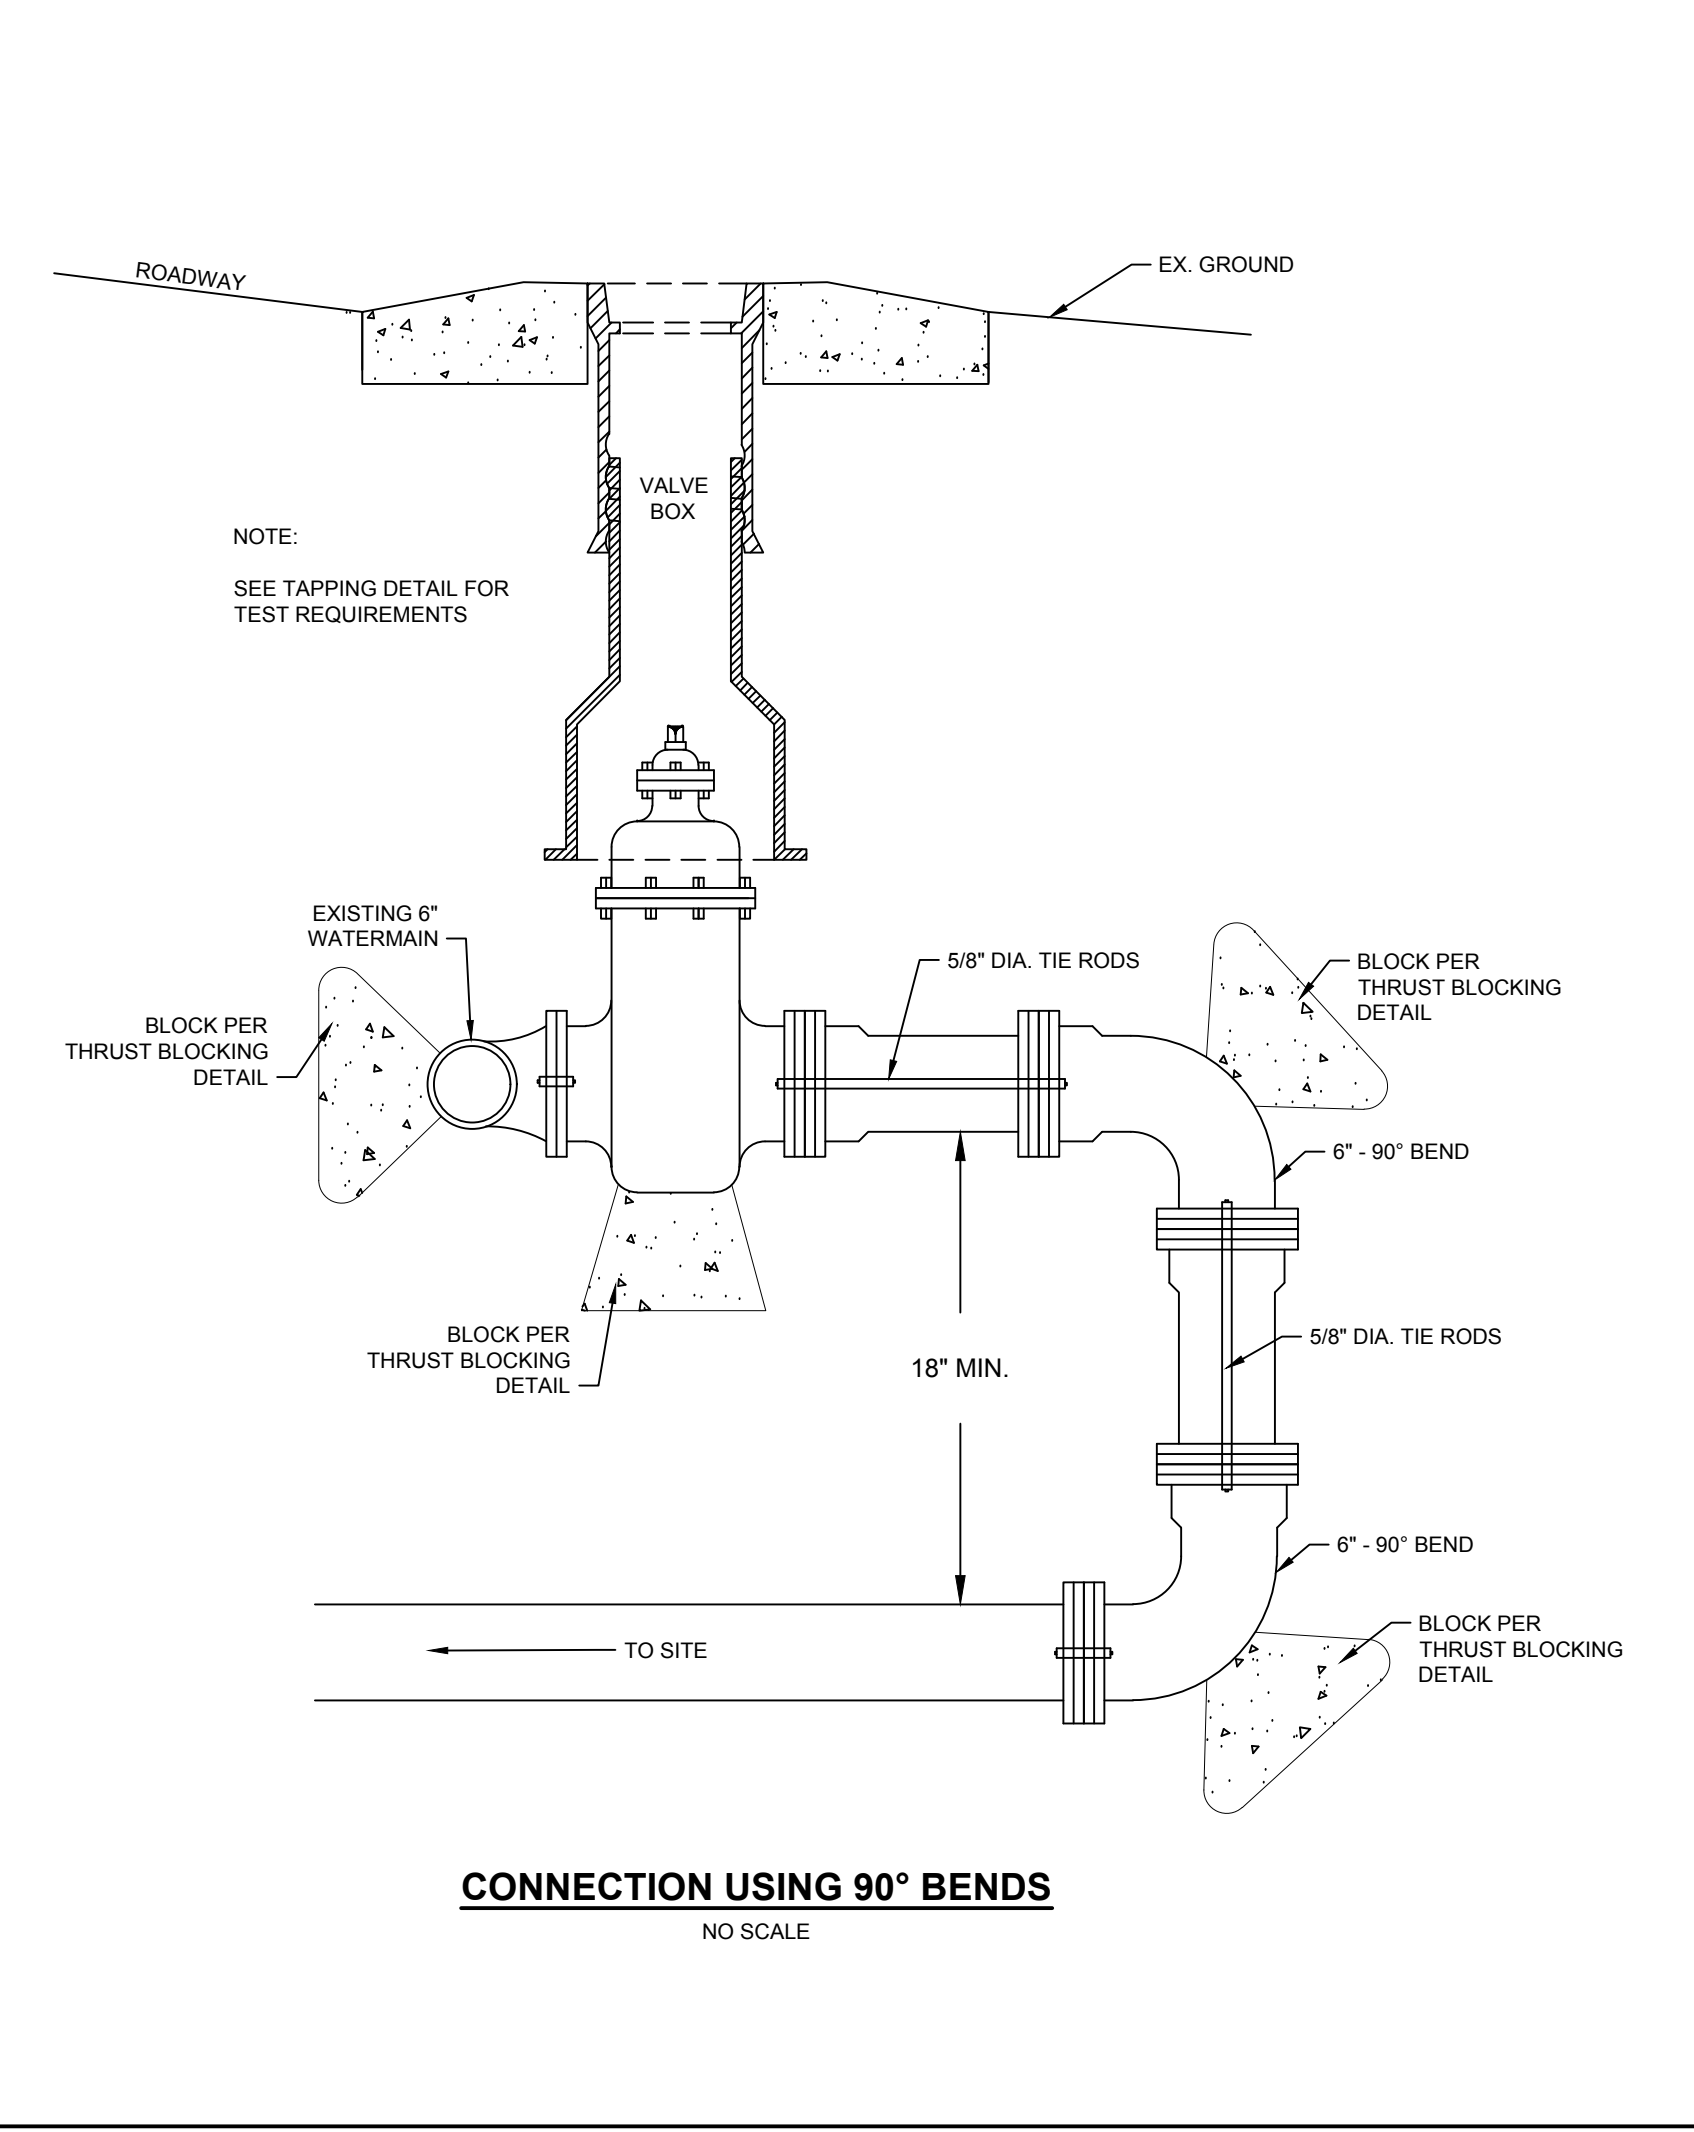 ROADWAY
EX. GROUND
VALVE
BOX
NOTE:
SEE TAPPING DETAIL FOR
TEST REQUIREMENTS
EXISTING 6"
WATERMAIN
5/8" DIA. TIE RODS
BLOCK PER
THRUST BLOCKING
DETAIL
BLOCK PER
THRUST BLOCKING
DETAIL
6" - 90° BEND
BLOCK PER
THRUST BLOCKING
DETAIL
18" MIN.
5/8" DIA. TIE RODS
6" - 90° BEND
TO SITE
BLOCK PER
THRUST BLOCKING
DETAIL
CONNECTION USING 90° BENDS
NO SCALE